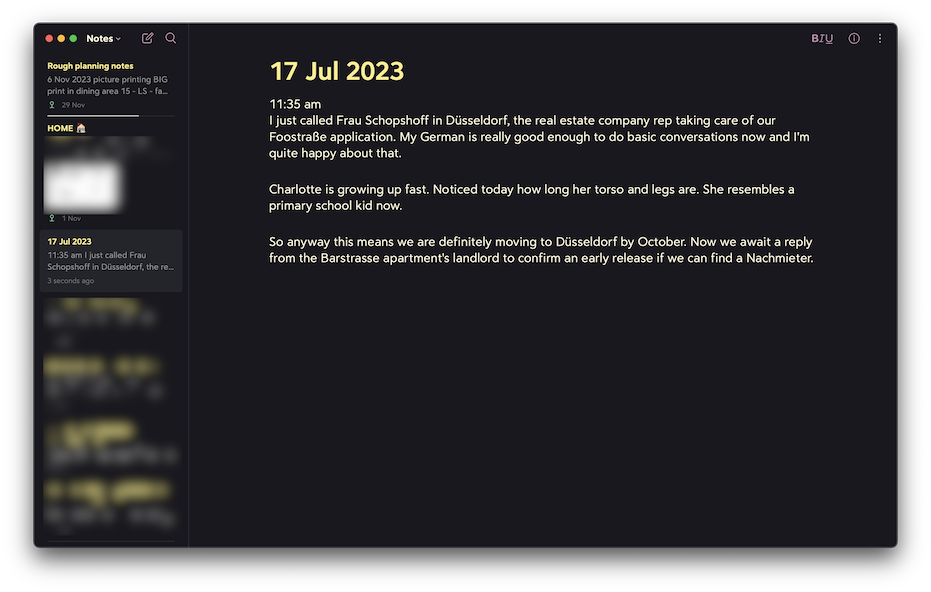 Notes
BIU
Rough planning notes
6 Nov 2023 picture printing BIG
print in dining area 15 - LS - fa...
29 Nov
HOME 🏠
1 Nov
17 Jul 2023
11:35 am I just called Frau
Schopshoff in Düsseldorf, the re...
3 seconds ago
17 Jul 2023
11:35 am
I just called Frau Schopshoff in Düsseldorf, the real estate company rep taking care of our
Foostraße application. My German is really good enough to do basic conversations now and I'm
quite happy about that.
Charlotte is growing up fast. Noticed today how long her torso and legs are. She resembles a
primary school kid now.
So anyway this means we are definitely moving to Düsseldorf by October. Now we await a reply
from the Barstrasse apartment's landlord to confirm an early release if we can find a Nachmieter.